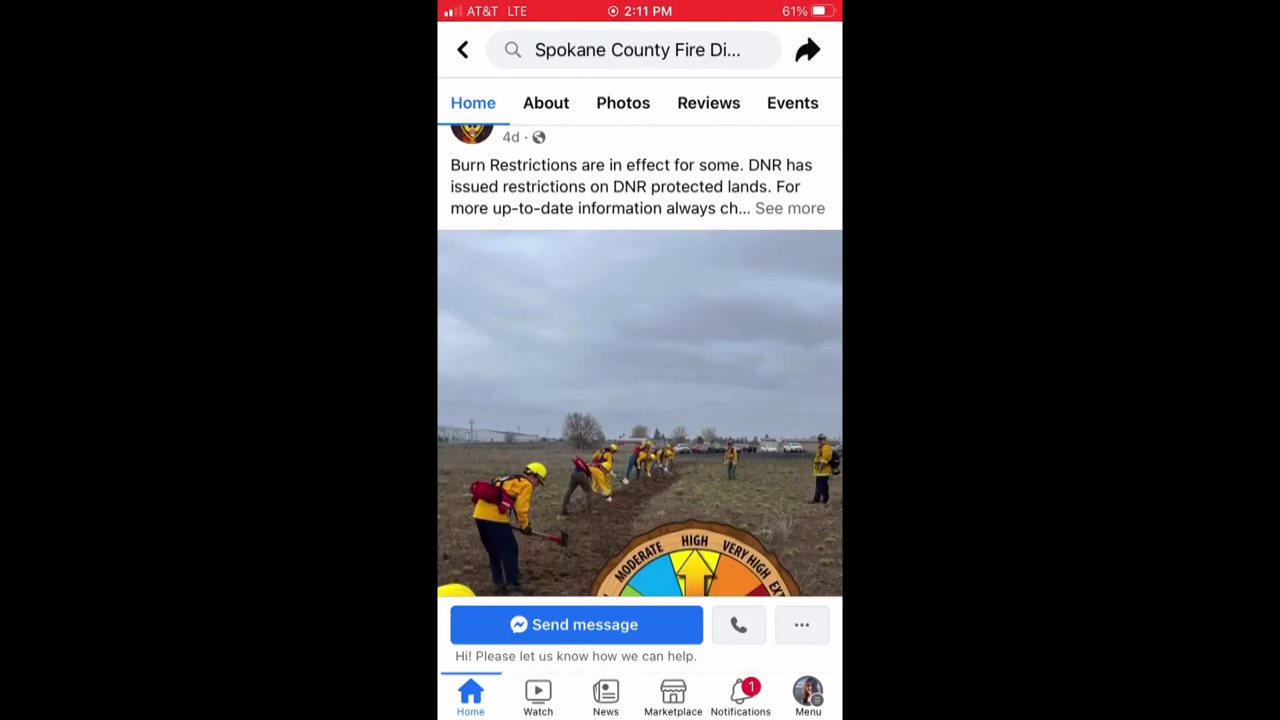 AT&T LTE 2:11 PM 61%
Spokane County Fire Di...
Home About Photos Reviews Events
4d ·
Burn Restrictions are in effect for some. DNR has
issued restrictions on DNR protected lands. For
more up-to-date information always ch... See more
MODERATE HIGH VERY HIGH EXT
Send message
Hi! Please let us know how we can help.
1
Home Watch News Marketplace Notifications Menu